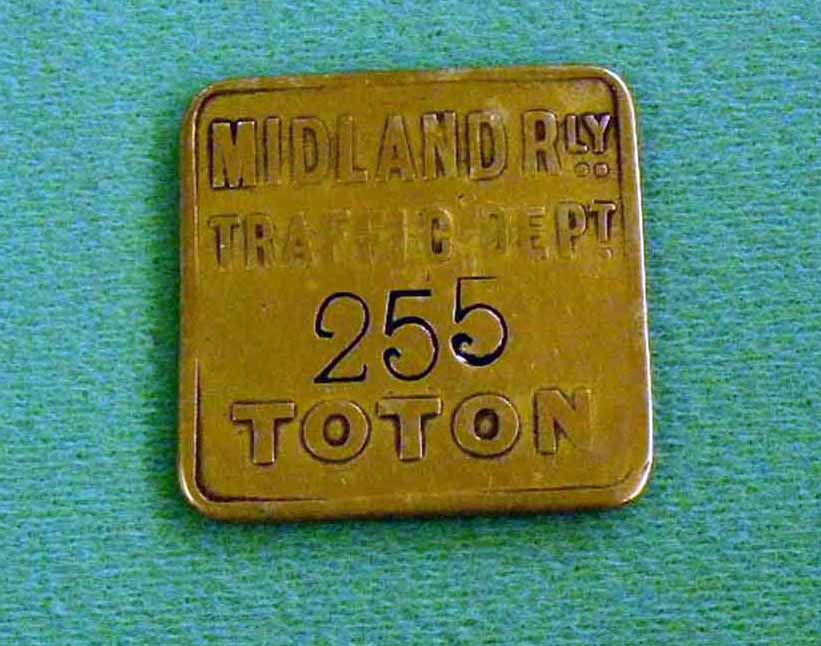 MIDLAND RLY
TRAFFIC DEPT
255
TOTON